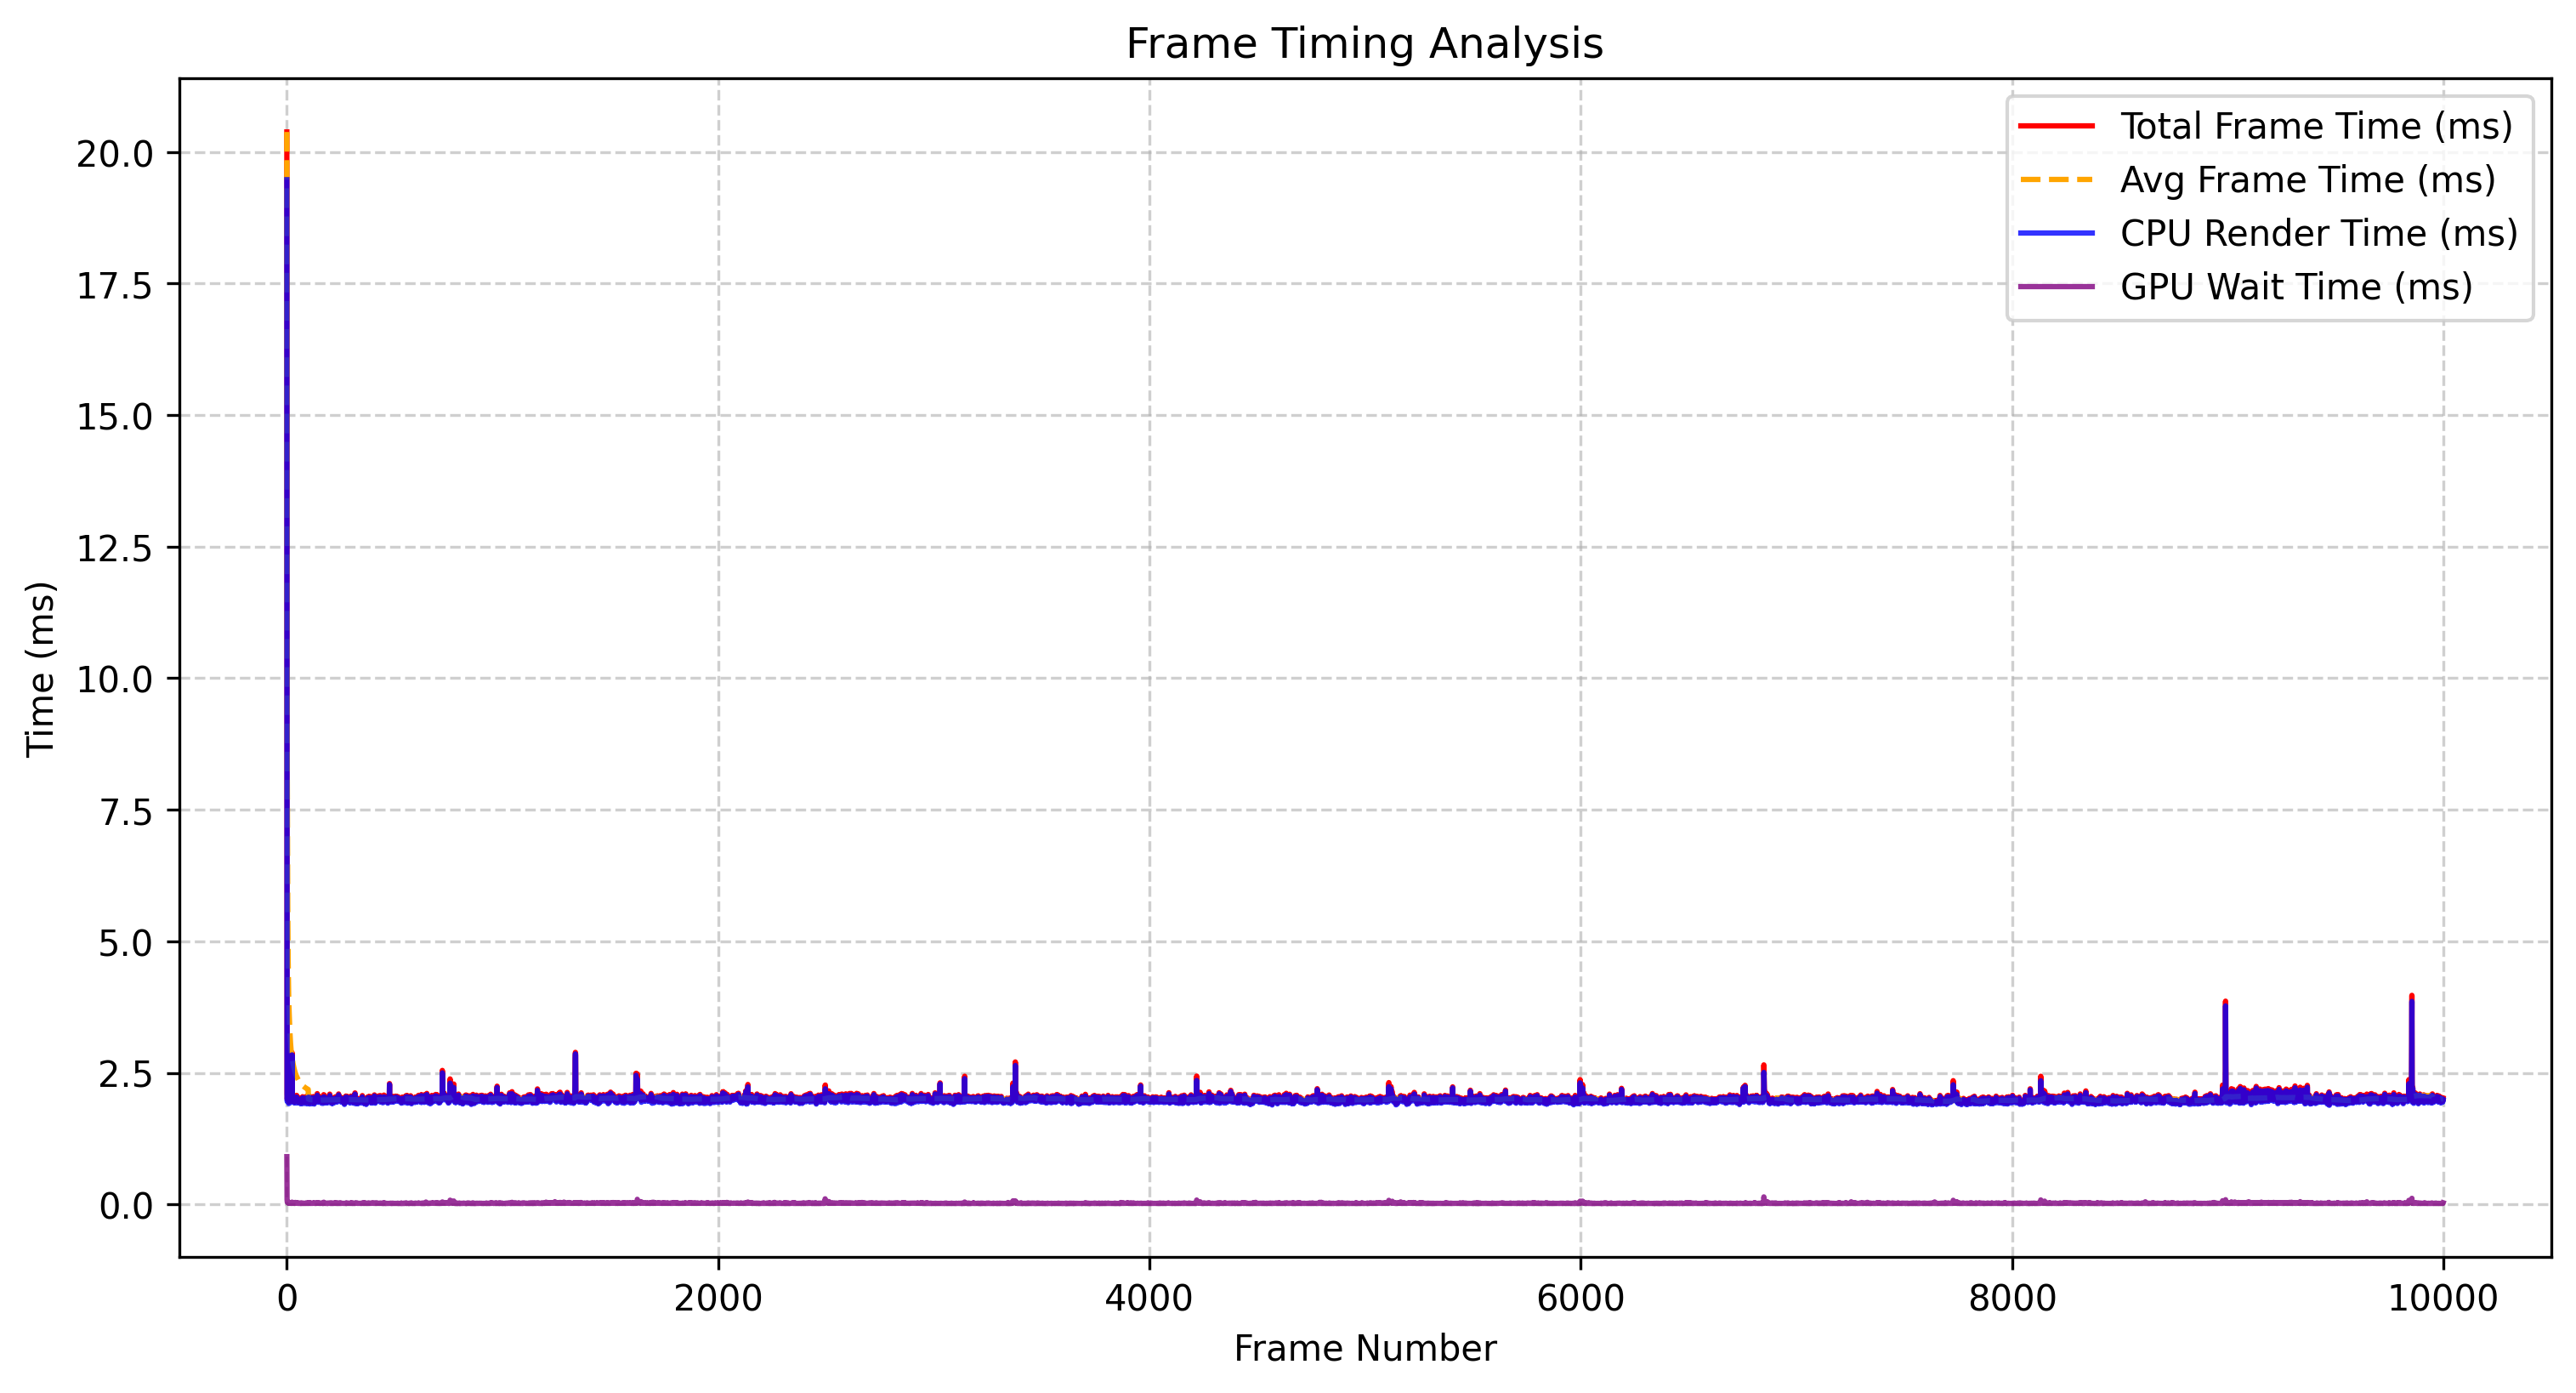 Frame Timing Analysis
Total Frame Time (ms)
Avg Frame Time (ms)
CPU Render Time (ms)
GPU Wait Time (ms)
20.0
17.5
15.0
12.5
10.0
7.5
5.0
2.5
0.0
Time (ms)
0 2000 4000 6000 8000 10000
Frame Number